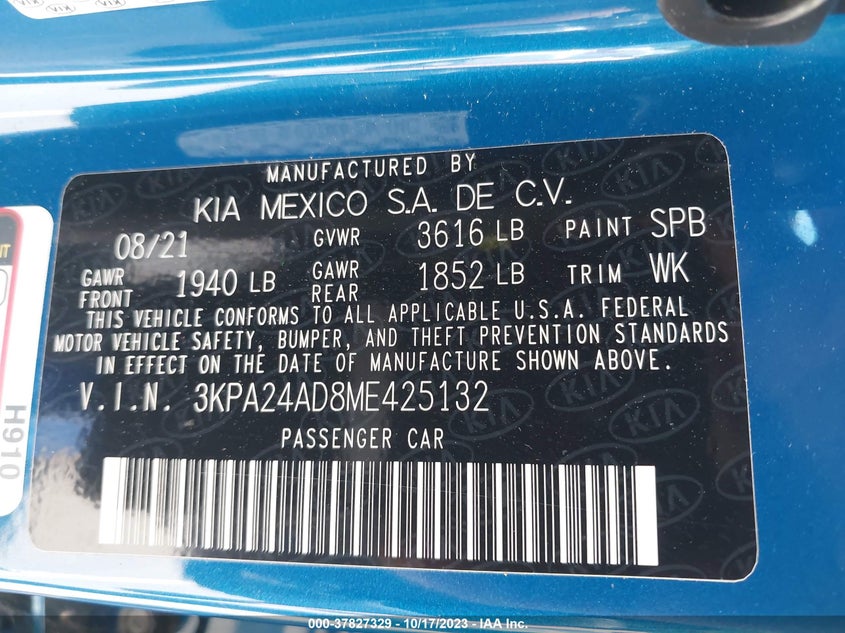 MANUFACTURED BY
KIA MEXICO S.A. DE C.V.
08/21 GVWR 3616 LB PAINT SPB
GAWR FRONT 1940 LB GAWR REAR 1852 LB TRIM WK
THIS VEHICLE CONFORMS TO ALL APPLICABLE U.S.A. FEDERAL
MOTOR VEHICLE SAFETY, BUMPER, AND THEFT PREVENTION STANDARDS
IN EFFECT ON THE DATE OF MANUFACTURE SHOWN ABOVE.
V.I.N. 3KPA24AD8ME425132
PASSENGER CAR
H910
000-37827329 - 10/17/2023 - IAA Inc.